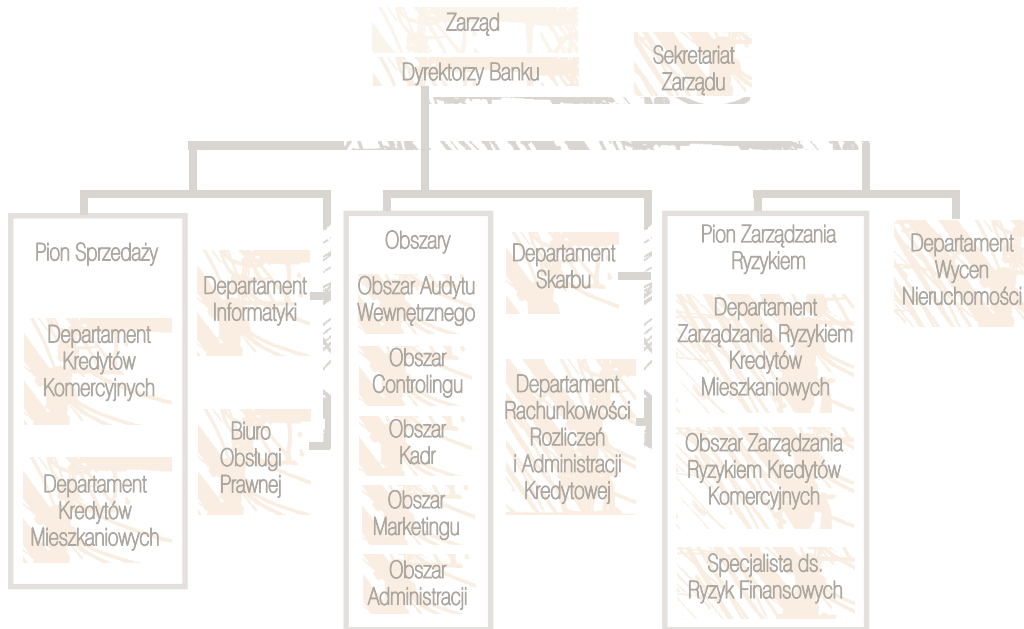 Zarząd
Dyrektorzy Banku
Sekretariat
Zarządu
Pion Sprzedaży
Departament
Kredytów
Komercyjnych
Departament
Kredytów
Mieszkaniowych
Departament
Informatyki
Biuro
Obsługi
Prawnej
Obszary
Obszar Audytu
Wewnętrznego
Obszar
Controlingu
Obszar
Kadr
Obszar
Marketingu
Obszar
Administracji
Departament
Skarbu
Departament
Rachunkowości
Rozliczeń
i Administracji
Kredytowej
Pion Zarządzania
Ryzykiem
Departament
Zarządzania Ryzykiem
Kredytów
Mieszkaniowych
Obszar Zarządzania
Ryzykiem Kredytów
Komercyjnych
Specjalista ds.
Ryzyk Finansowych
Departament
Wycen
Nieruchomości